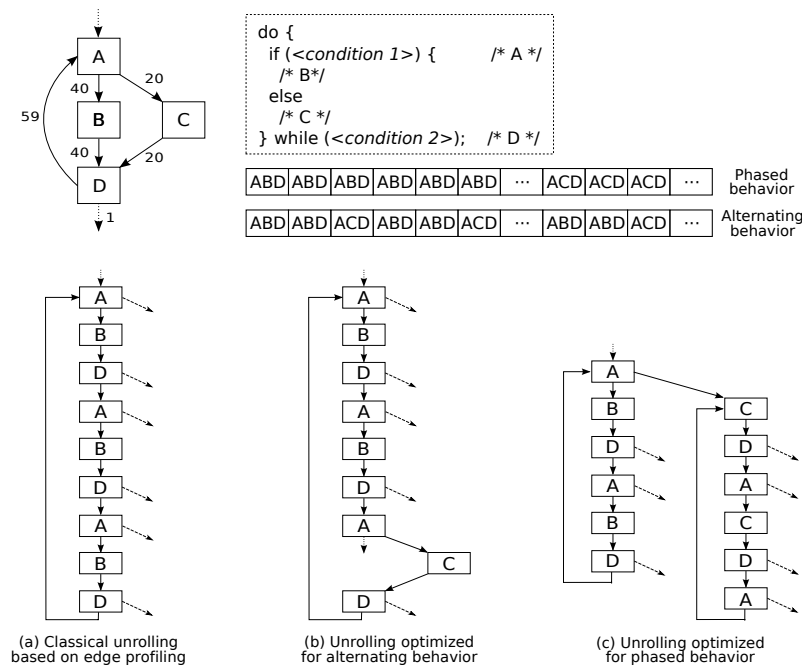 A
40
20
B
C
59
40
20
D
1
do {
if (<condition 1>) { /* A */
/* B*/
else
/* C */
} while (<condition 2>); /* D */
ABD ABD ABD ABD ABD ABD ... ACD ACD ACD ... Phased behavior
ABD ABD ACD ABD ABD ACD ... ABD ABD ACD ... Alternating behavior
A
B
D
A
B
D
A
B
D
(a) Classical unrolling
based on edge profiling
A
B
D
A
B
D
A
C
D
(b) Unrolling optimized
for alternating behavior
A
B
D
A
B
D
C
D
A
C
D
A
(c) Unrolling optimized
for phased behavior